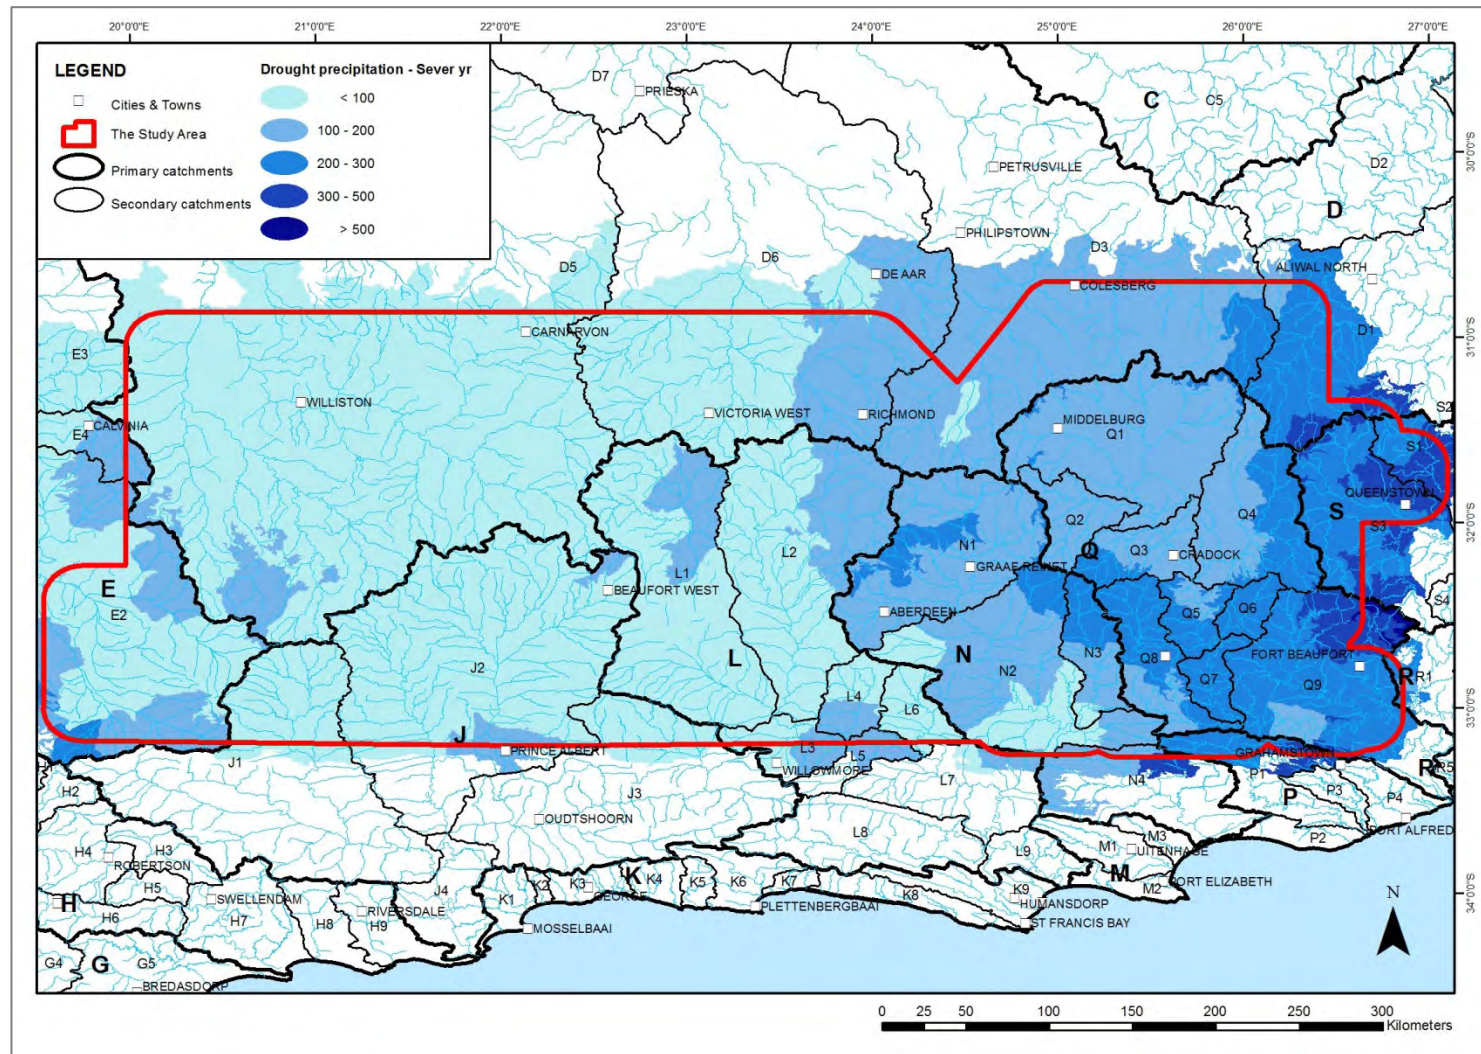 20°0'0"E 21°0'0"E 22°0'0"E 23°0'0"E 24°0'0"E 25°0'0"E 26°0'0"E 27°0'0"E
LEGEND
Cities & Towns
The Study Area
Primary catchments
Secondary catchments
Drought precipitation - Sever yr
< 100
100 - 200
200 - 300
300 - 500
> 500
D7
PRIESKA
C
C5
30°0'0"S
PETRUSVILLE
D2
D
PHILIPSTOWN
D3
D5
D6
DE AAR
ALIWAL NORTH
COLESBERG
CARNARVON
D1
31°0'0"S
E3
WILLISTON
VICTORIA WEST
RICHMOND
S2
CALVINIA
E4
MIDDELBURG
Q1
S1
QUEENSTOWN
S
32°0'0"S
Q2
Q4
S3
L2
N1
Q
Q3
CRADOCK
GRAAF REINET
L1
BEAUFORT WEST
E
E2
ABERDEEN
Q5
Q6
S4
J2
L
N
N3
Q8
FORT BEAUFORT
N2
Q7
Q9
R
R1
L4
L6
33°0'0"S
J
PRINCE ALBERT
L3
L5
GRAHAMSTOWN
J1
WILLOWMORE
L7
N4
P1
R
R5
H2
P
P3
P4
J3
OUDTSHOORN
PORT ALFRED
L8
P2
H4
H3
ROBERTSON
M3
M1
UITENHAGE
L9
H5
J4
K1
K2
K3
K
K4
K5
K6
K7
K8
K9
M
M2
PORT ELIZABETH
GEORGE
H
SWELLENDAM
HUMANSDORP
34°0'0"S
H6
H7
H8
RIVERSDALE
H9
PLETTENBERGBAAI
ST FRANCIS BAY
MOSSELBAAI
G4
G
G5
BREDASDORP
N
0 25 50 100 150 200 250 300
Kilometers